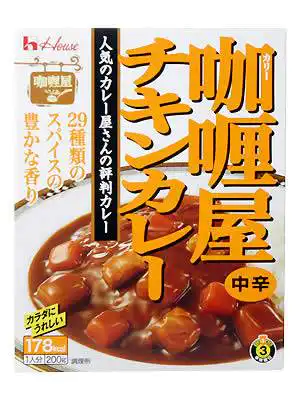 House
咖喱屋
29種類の
スパイスの
豊かな香り
人気のカレー屋さんの評判カレー
カリー
咖喱屋
チキンカレー
中辛
カラダに
うれしい
178kcal
1人分/200g
調理例
3